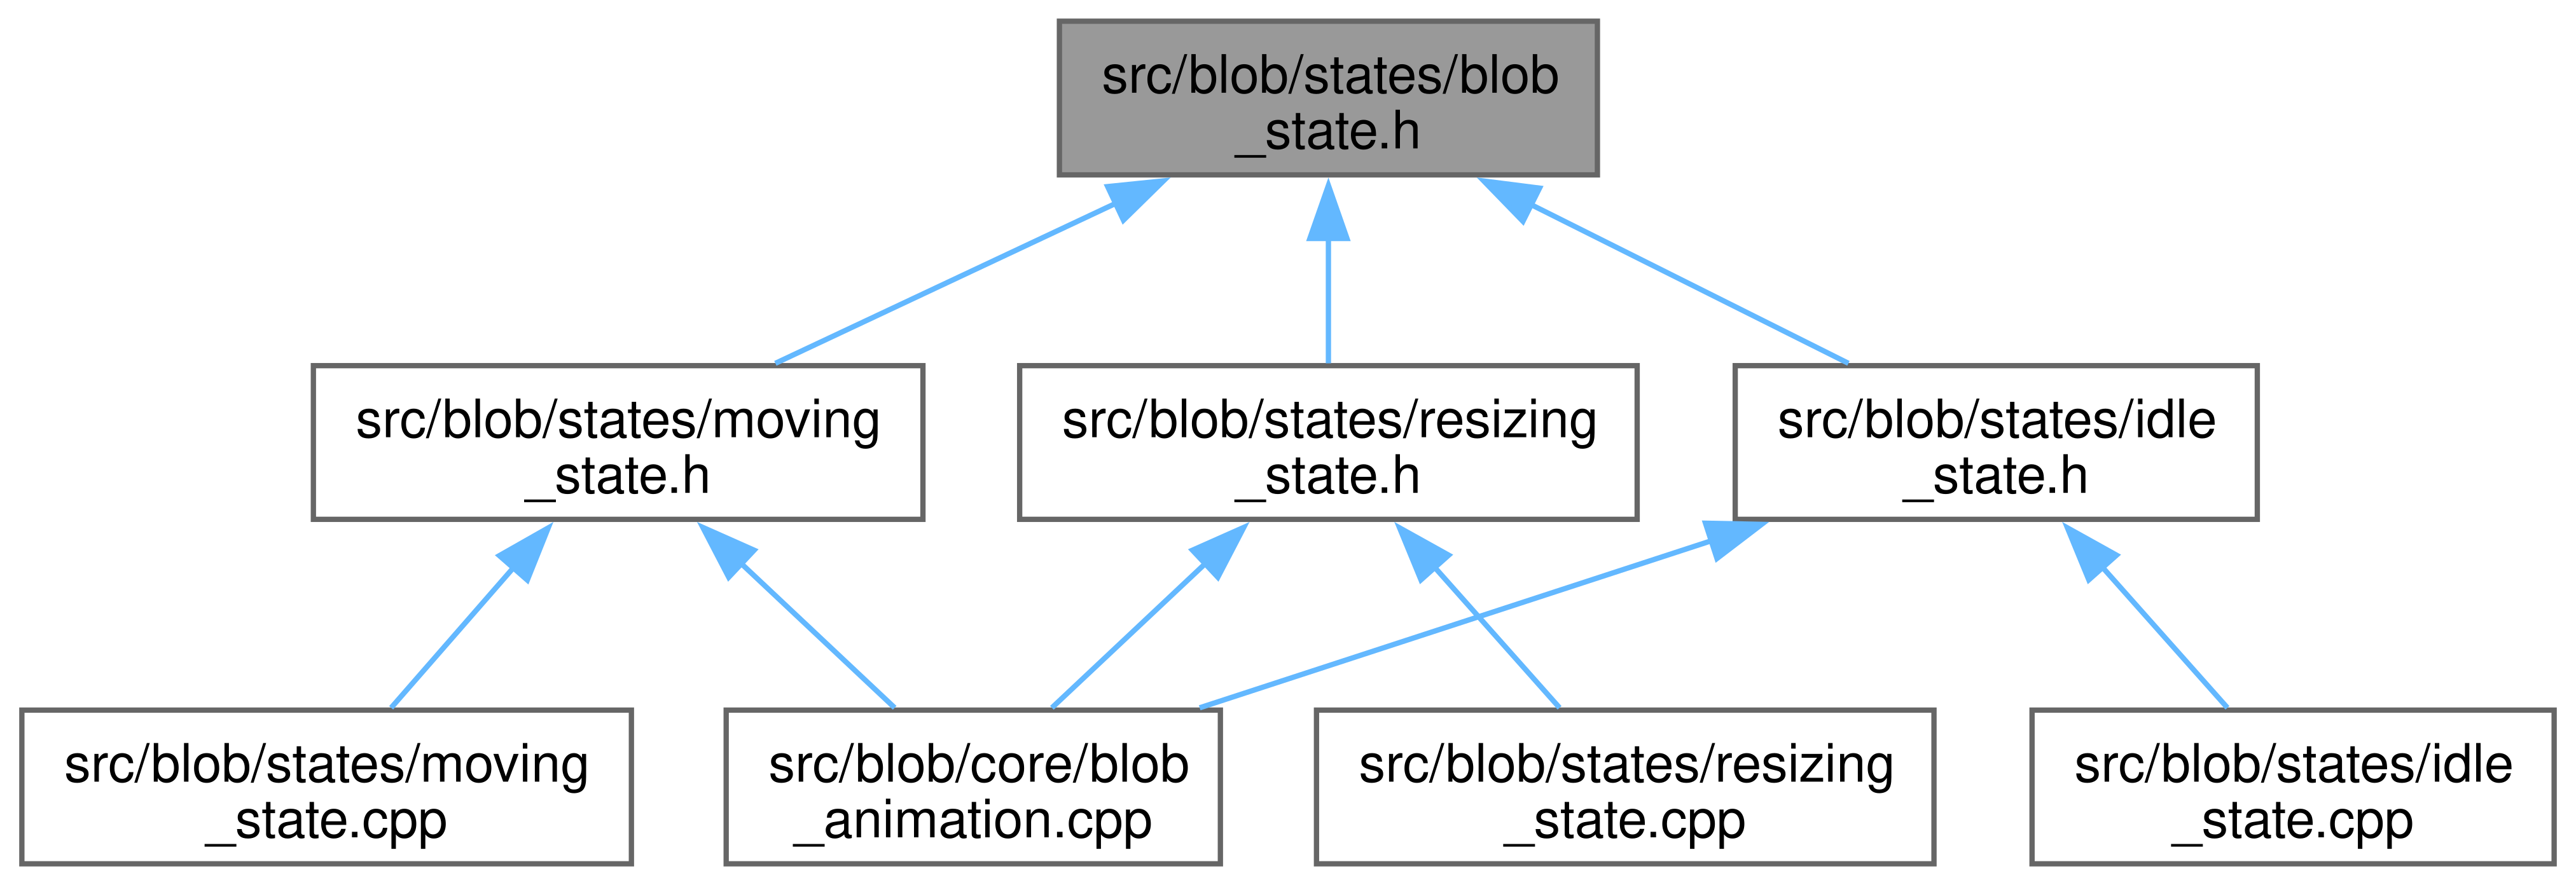 src/blob/states/blob
_state.h
src/blob/states/moving
_state.h
src/blob/states/resizing
_state.h
src/blob/states/idle
_state.h
src/blob/states/moving
_state.cpp
src/blob/core/blob
_animation.cpp
src/blob/states/resizing
_state.cpp
src/blob/states/idle
_state.cpp